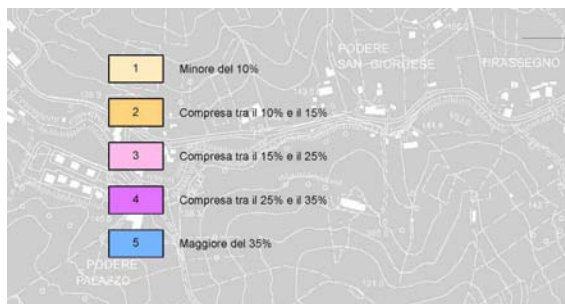 PODERE
SAN GIORGESE
TIRASSEGNO
1 Minore del 10%
2 Compresa tra il 10% e il 15%
3 Compresa tra il 15% e il 25%
4 Compresa tra il 25% e il 35%
5 Maggiore del 35%
PODERE
PALAZZO